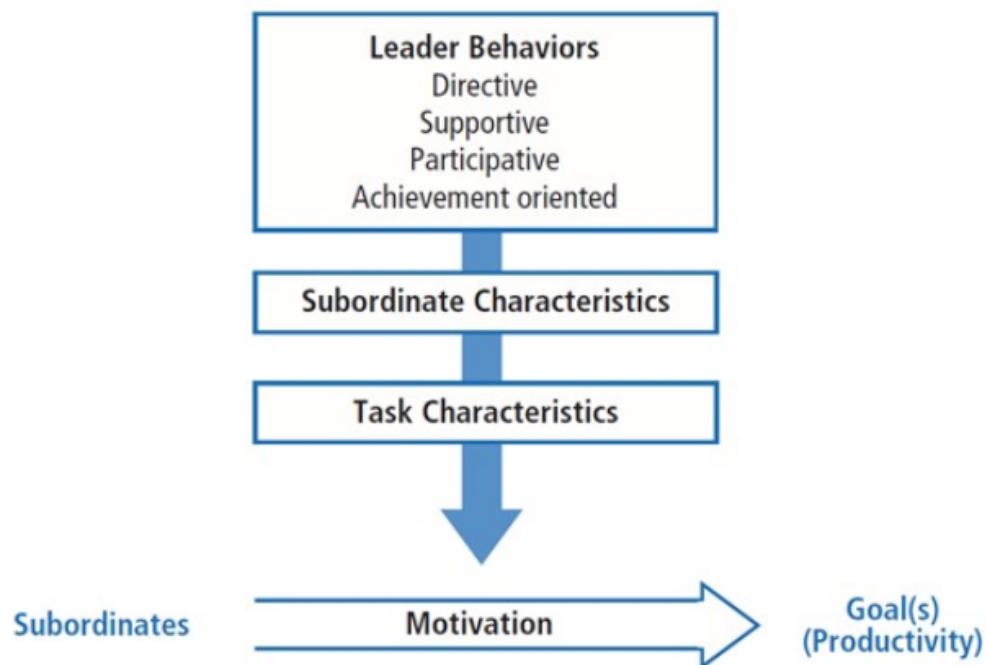 Leader Behaviors
Directive
Supportive
Participative
Achievement oriented
Subordinate Characteristics
Task Characteristics
Subordinates
Motivation
Goal(s)
(Productivity)